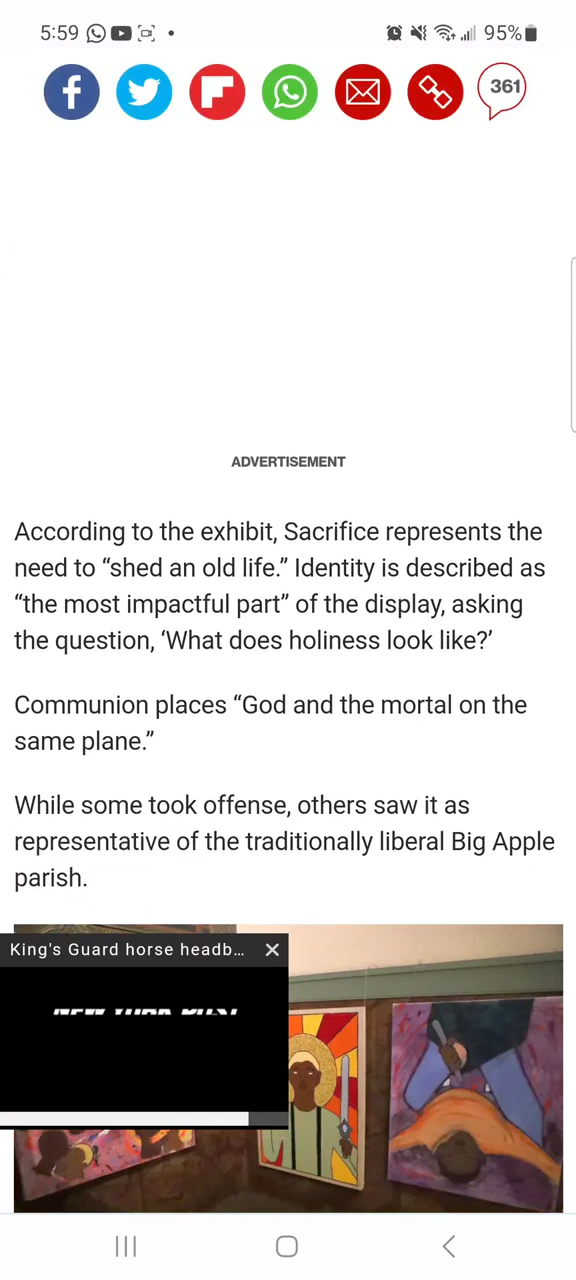 5:59
95%
361
ADVERTISEMENT
According to the exhibit, Sacrifice represents the
need to “shed an old life.” Identity is described as
“the most impactful part” of the display, asking
the question, ‘What does holiness look like?’
Communion places “God and the mortal on the
same plane.”
While some took offense, others saw it as
representative of the traditionally liberal Big Apple
parish.
King's Guard horse headb...
NEW YORK POST